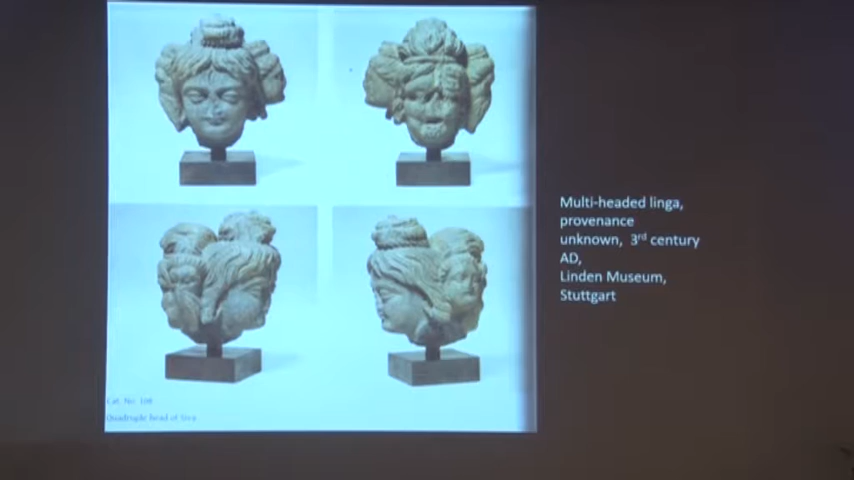 Multi-headed linga,
provenance
unknown, 3rd century
AD,
Linden Museum,
Stuttgart
Cat. No. 108
Quadruple head of Siva